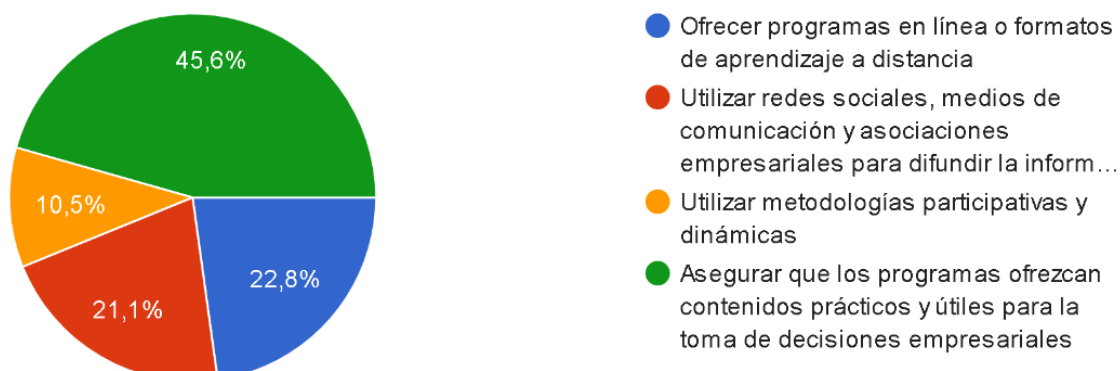 45,6%
10,5%
21,1%
22,8%
Ofrecer programas en línea o formatos
de aprendizaje a distancia
Utilizar redes sociales, medios de
comunicación y asociaciones
empresariales para difundir la inform…
Utilizar metodologías participativas y
dinámicas
Asegurar que los programas ofrezcan
contenidos prácticos y útiles para la
toma de decisiones empresariales